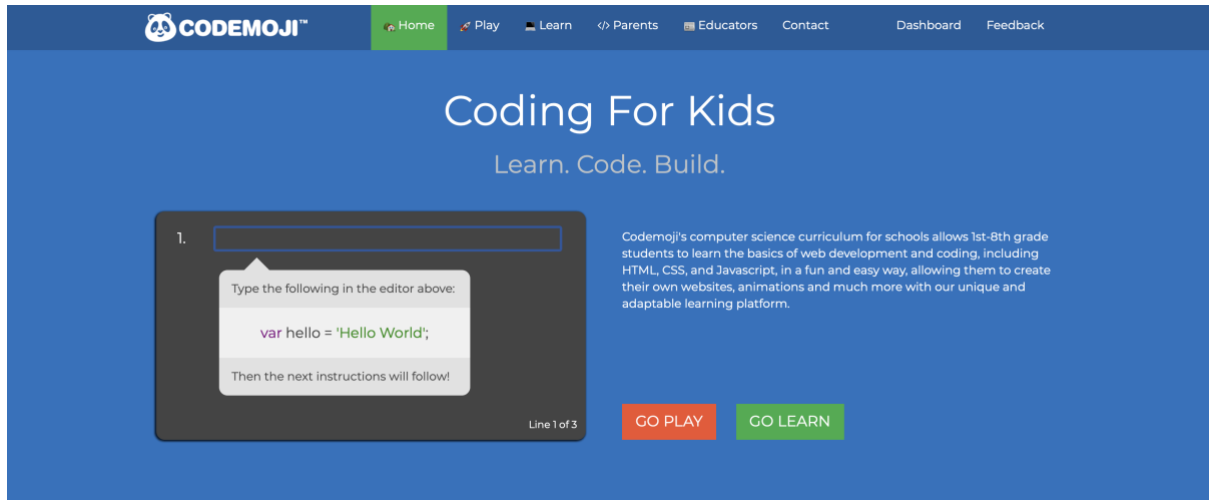 CODEMOJI™ Home Play Learn </> Parents Educators Contact Dashboard Feedback
Coding For Kids
Learn. Code. Build.
1.
Type the following in the editor above:
var hello = 'Hello World';
Then the next instructions will follow!
Line 1 of 3
Codemoji's computer science curriculum for schools allows 1st-8th grade
students to learn the basics of web development and coding, including
HTML, CSS, and Javascript, in a fun and easy way, allowing them to create
their own websites, animations and much more with our unique and
adaptable learning platform.
GO PLAY GO LEARN